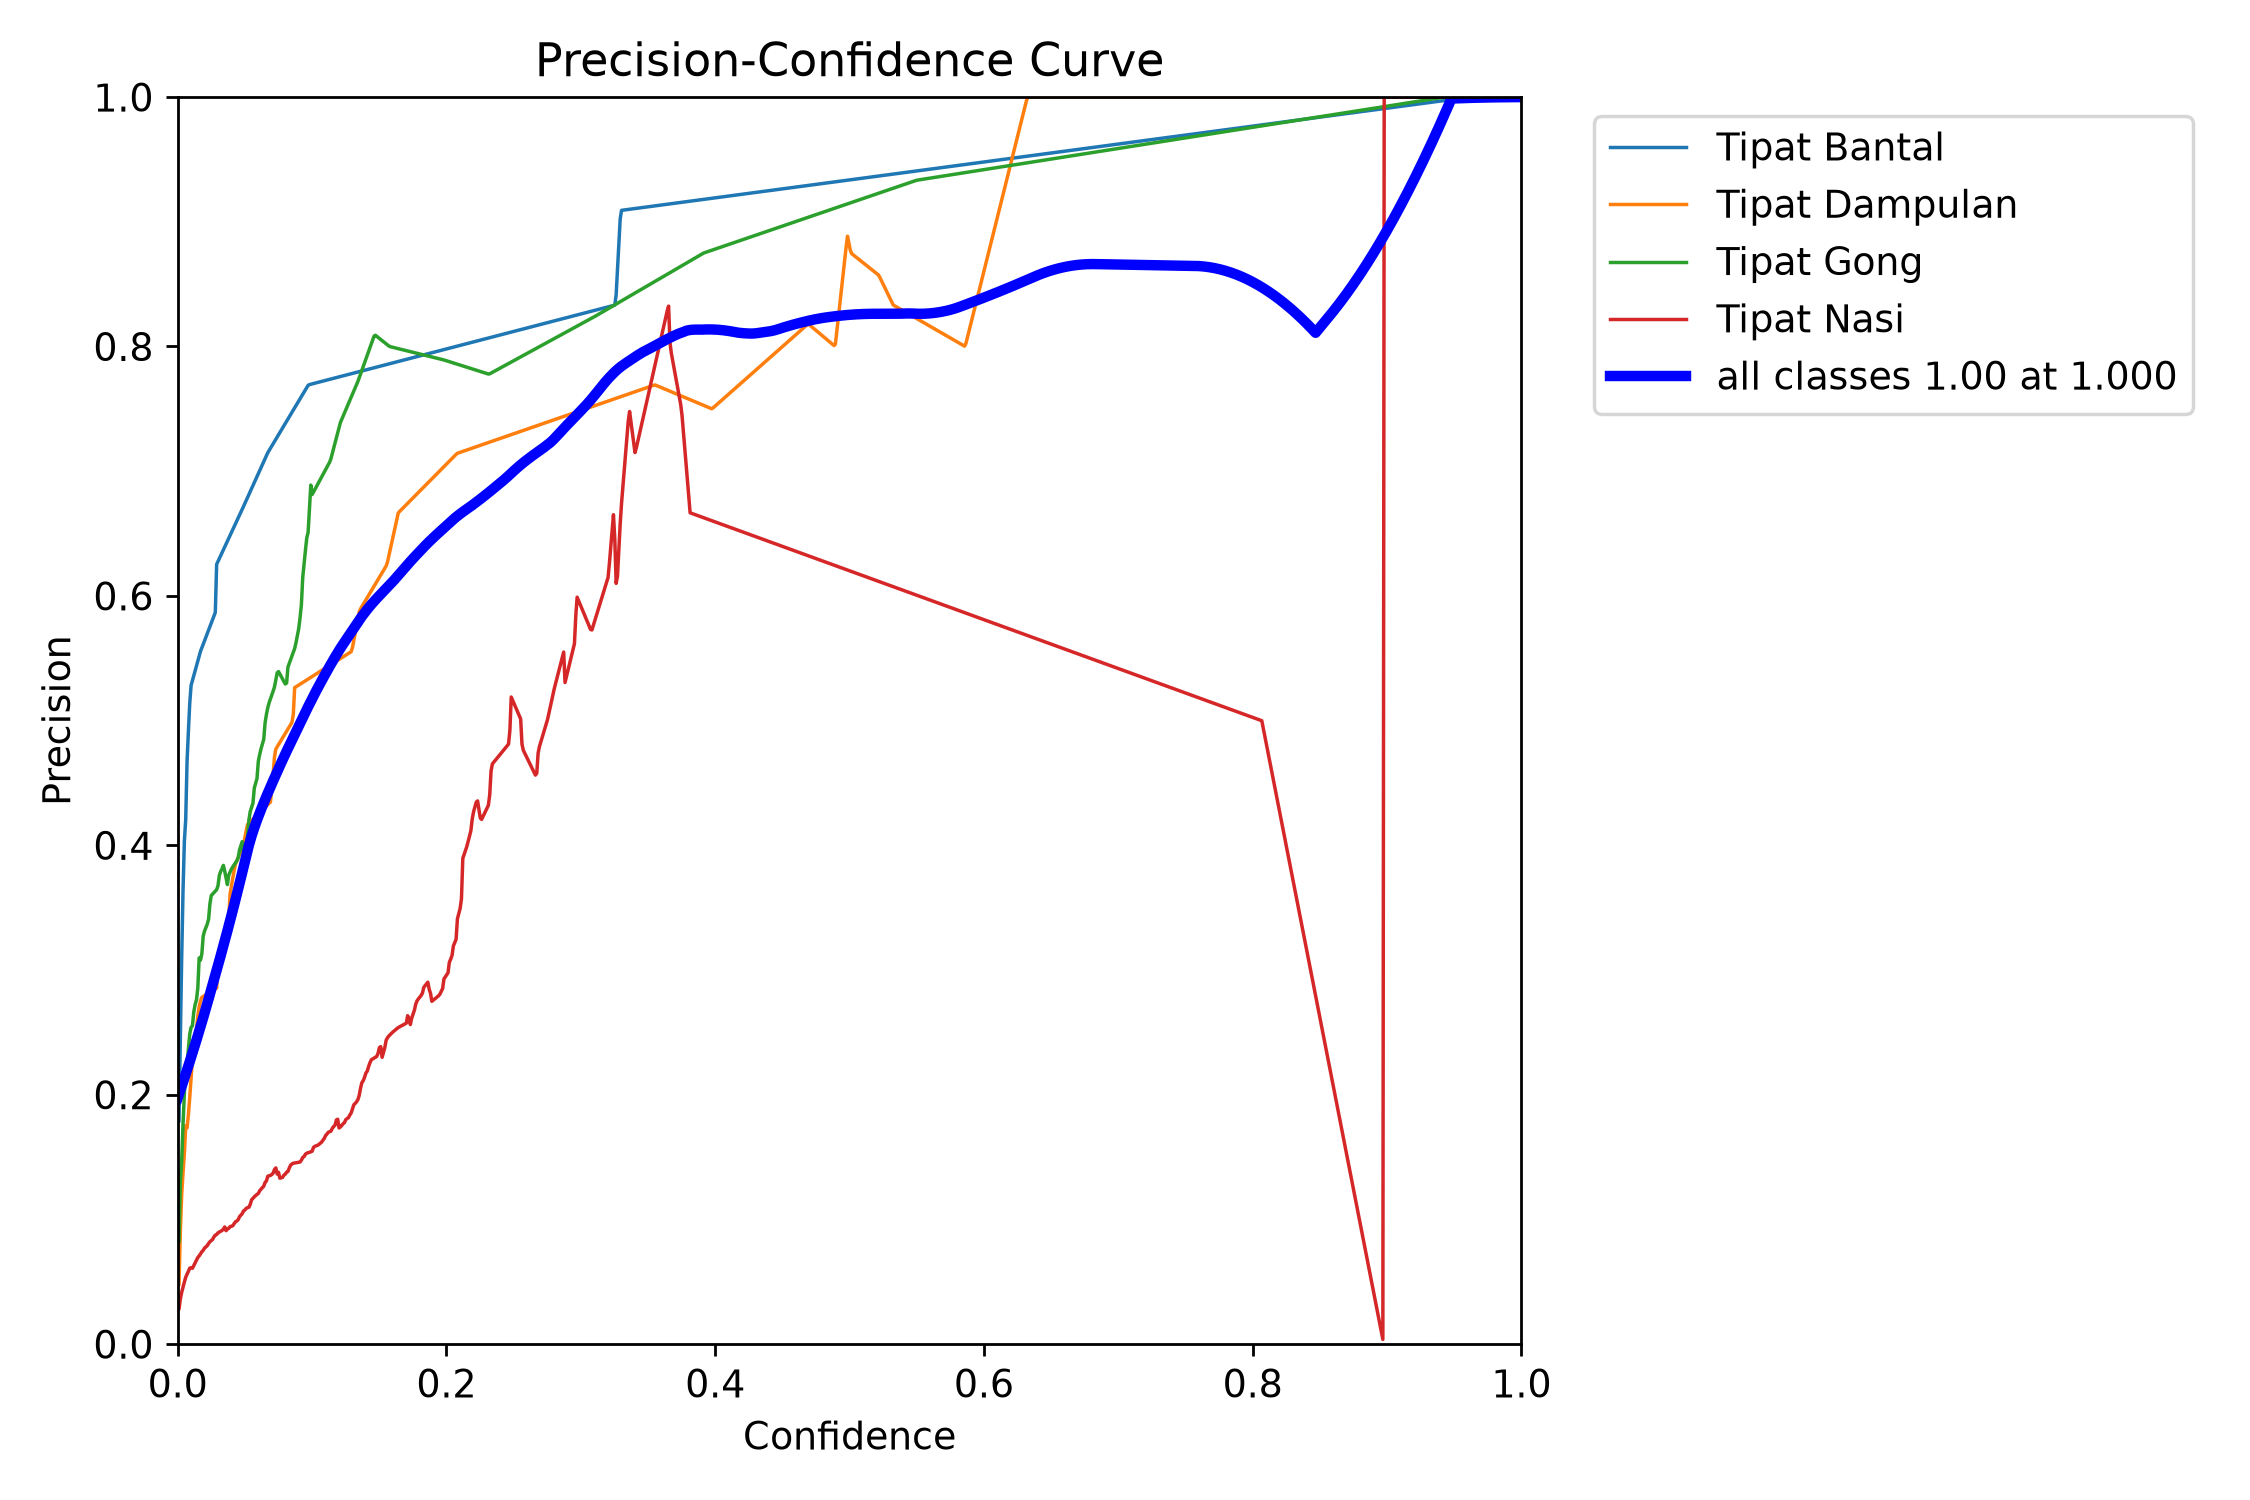 Precision-Confidence Curve
1.0
0.8
0.6
0.4
0.2
0.0
Precision
0.0 0.2 0.4 0.6 0.8 1.0
Confidence
Tipat Bantal
Tipat Dampulan
Tipat Gong
Tipat Nasi
all classes 1.00 at 1.000